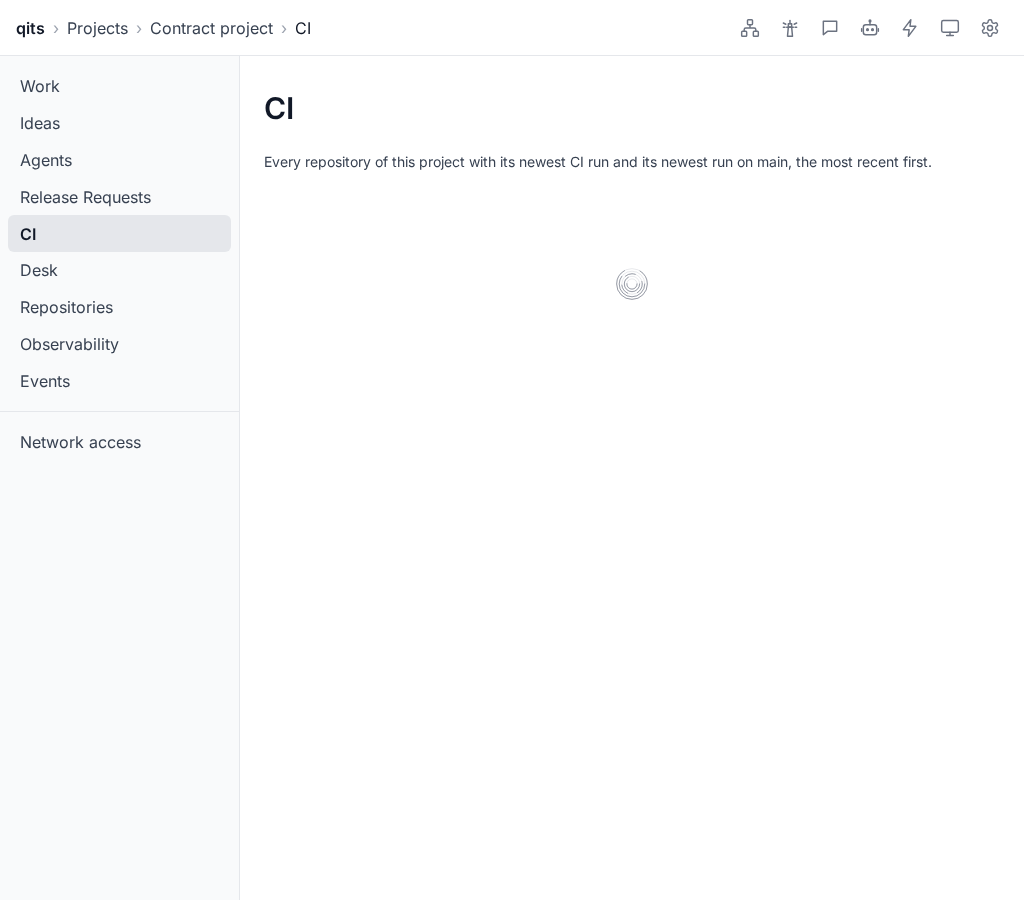 qits › Projects › Contract project › CI
Work
Ideas
Agents
Release Requests
CI
Desk
Repositories
Observability
Events
Network access
CI
Every repository of this project with its newest CI run and its newest run on main, the most recent first.